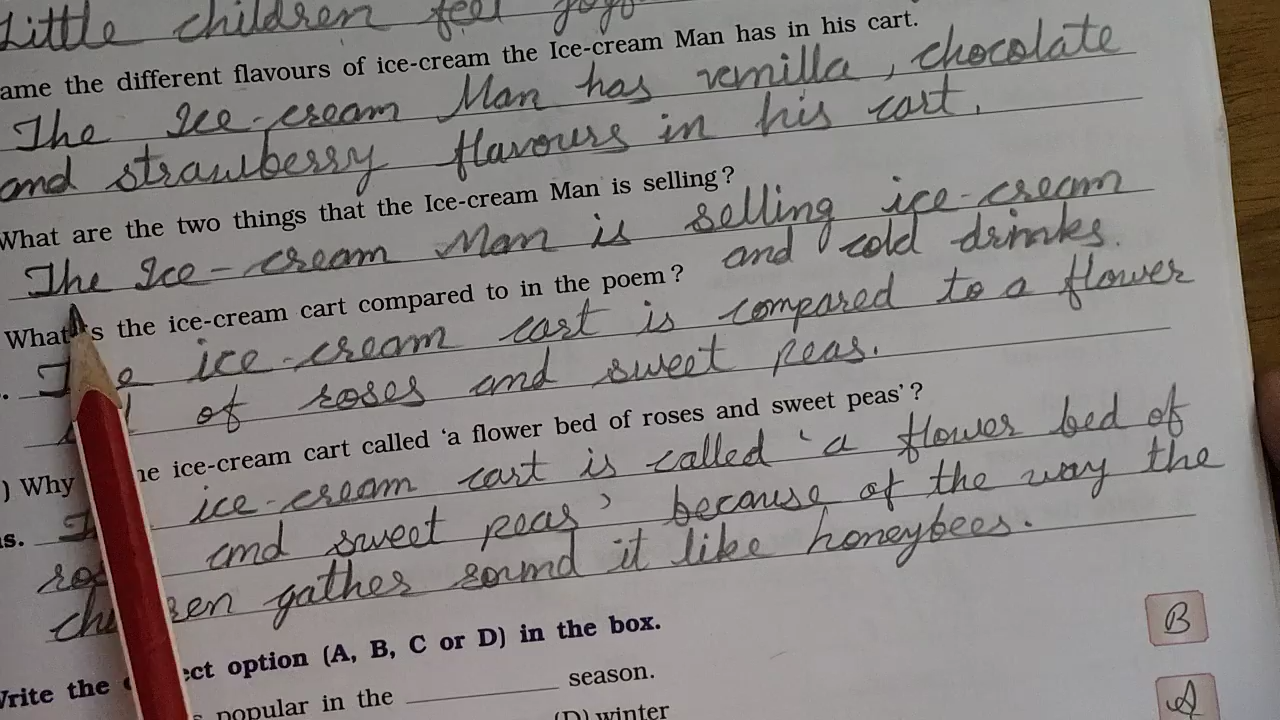 Little children feel
ame the different flavours of ice-cream the Ice-cream Man has in his cart.
The Ice-cream Man has vemilla, chocolate
and strawberry flavours in his cart.
What are the two things that the Ice-cream Man is selling?
The Ice-cream Man is selling ice-cream
and cold drinks.
What s the ice-cream cart compared to in the poem?
. The ice-cream cart is compared to a flower
of roses and sweet peas.
) Why ne ice-cream cart called 'a flower bed of roses and sweet peas'?
s. ice-cream cart is called 'a flower bed of
and sweet peas' because of the way the
gather round it like honeybees.
Write the ect option (A, B, C or D) in the box.
B
popular in the ____________ season.
(D) winter
A